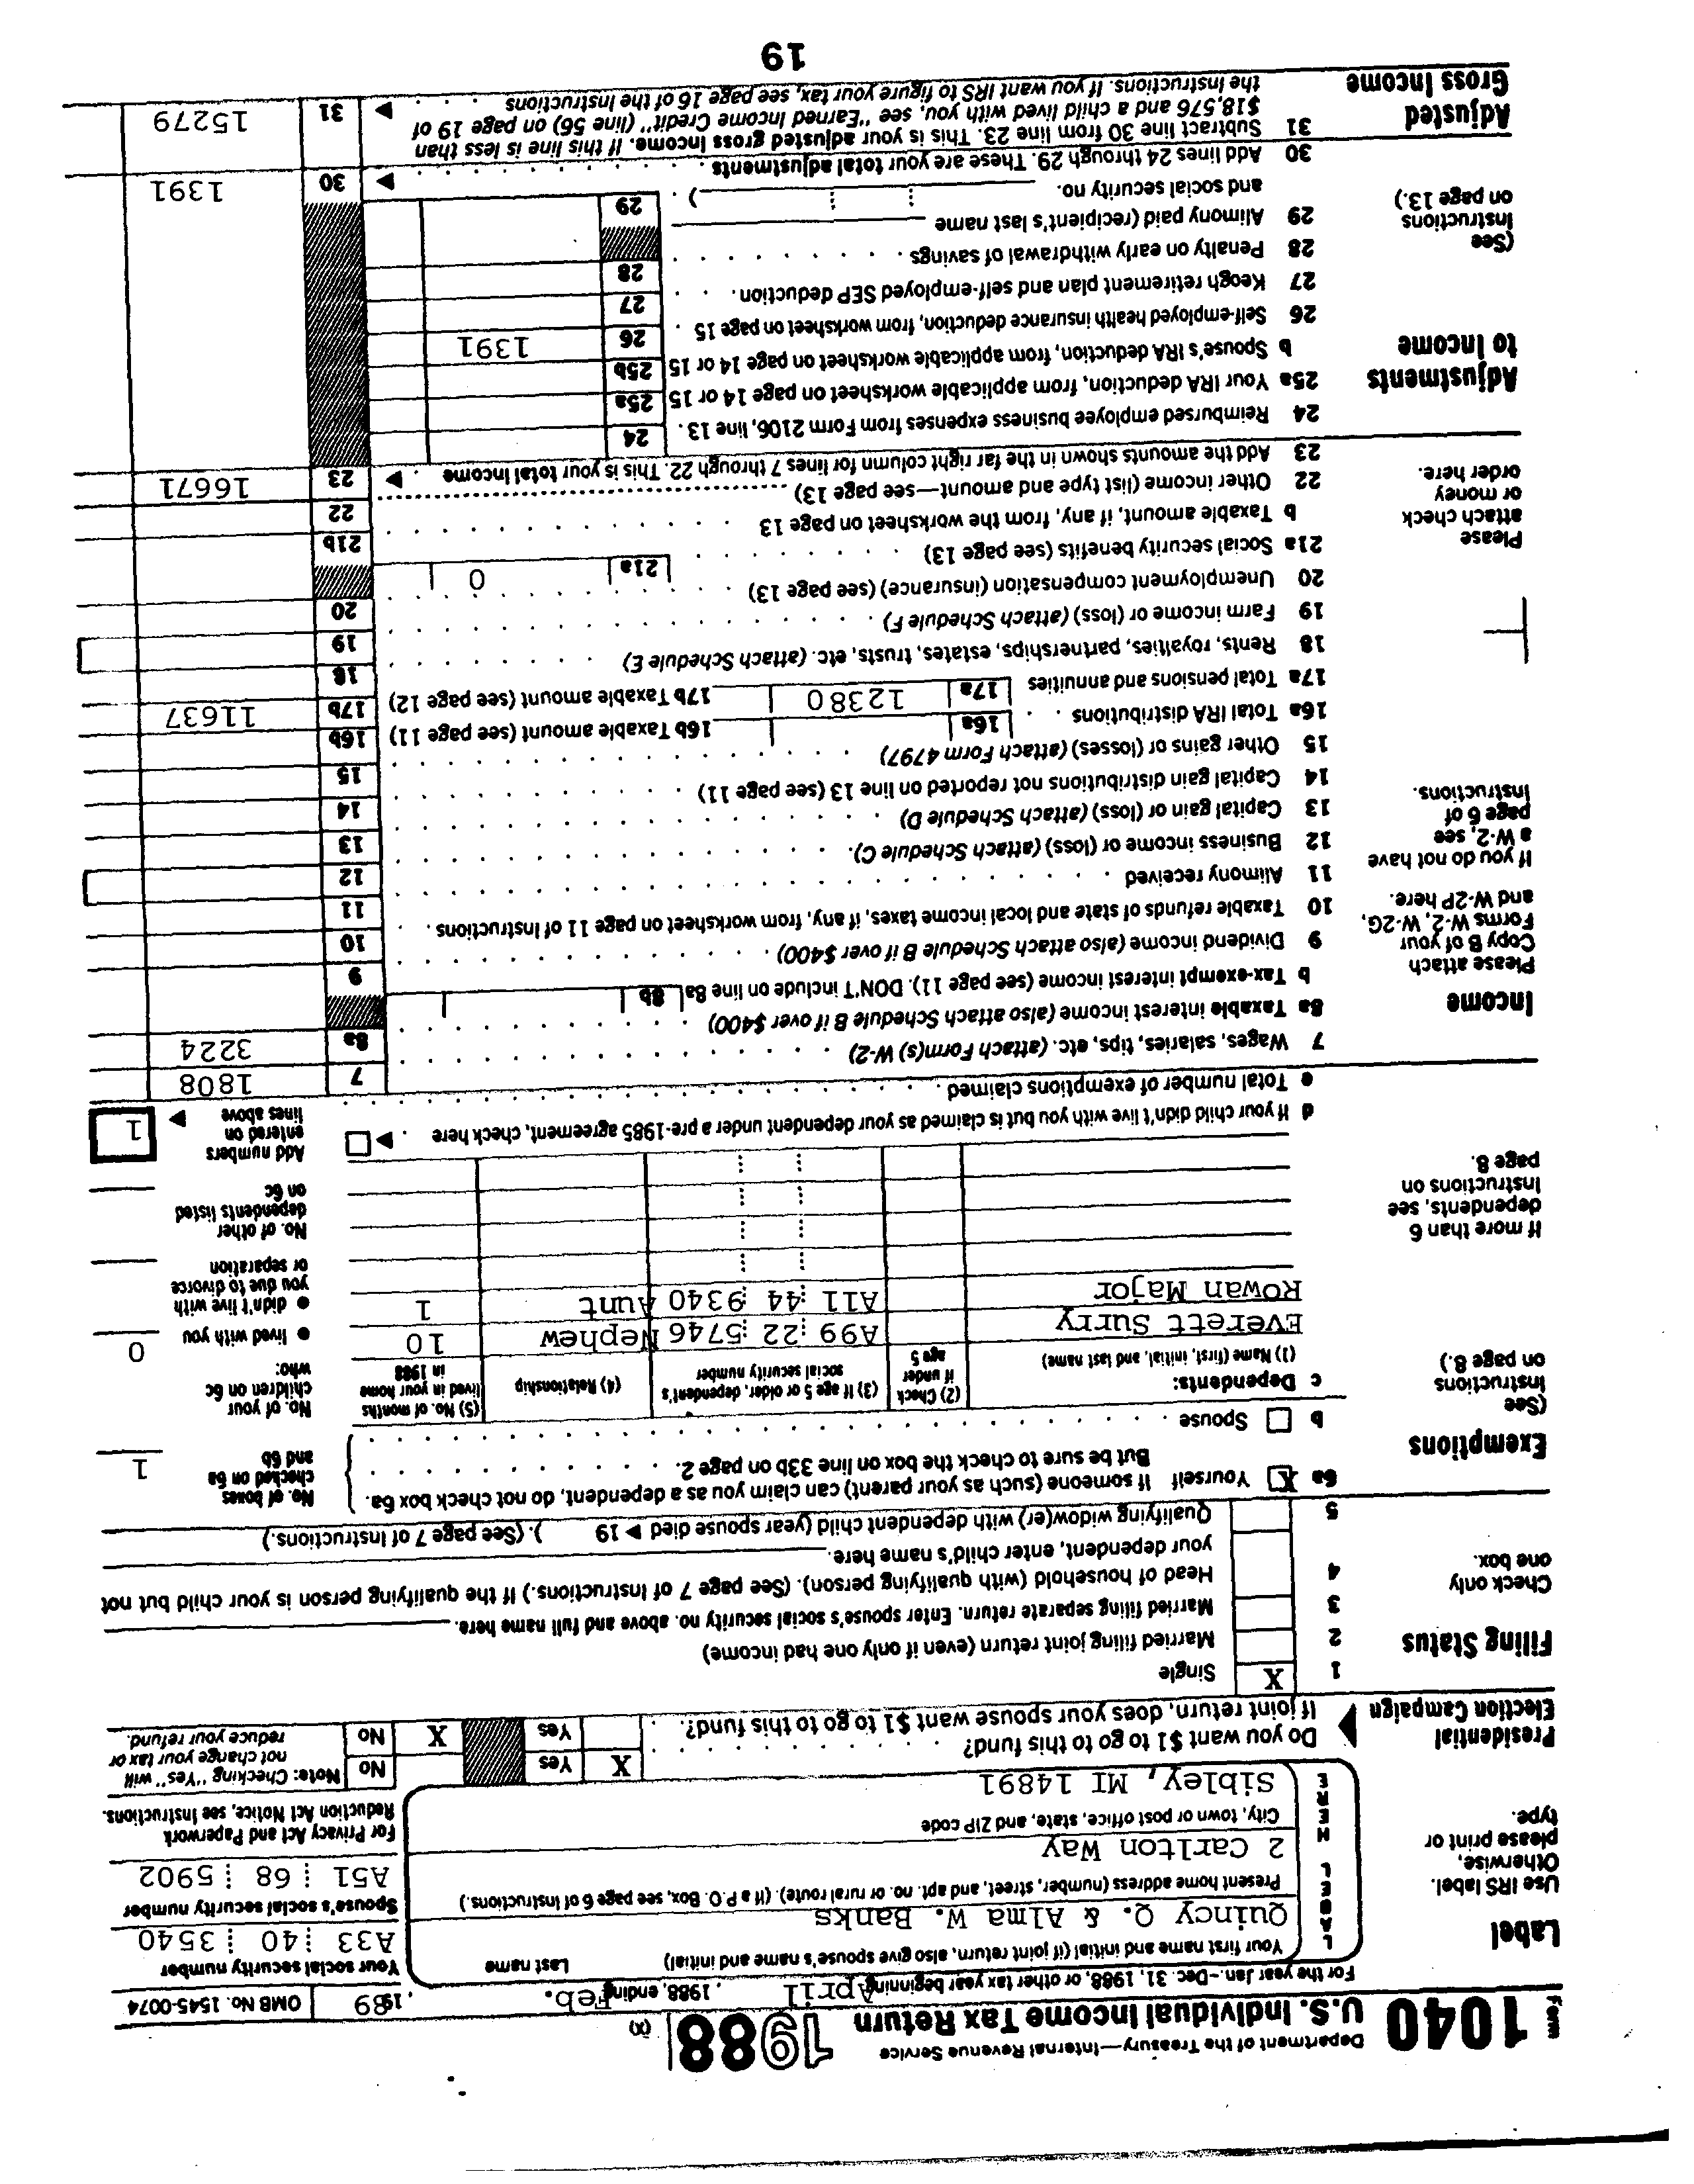 Form 1040 Department of the Treasury—Internal Revenue Service
U.S. Individual Income Tax Return 1988 (X)
For the year Jan.–Dec. 31, 1988, or other tax year beginning April , 1988, ending Feb. , 1989 OMB No. 1545-0074
Label
Use IRS label. Otherwise, please print or type.
LABEL HERE
Your first name and initial (if joint return, also give spouse's name and initial) Last name
Quincy Q. & Alma W. Banks
Your social security number
A33 40 3540
Present home address (number, street, and apt. no. or rural route). (If a P.O. Box, see page 6 of Instructions.)
2 Carlton Way
Spouse's social security number
A51 68 5902
City, town or post office, state, and ZIP code
Sibley, MI 14891
For Privacy Act and Paperwork Reduction Act Notice, see Instructions.
Presidential Election Campaign
Do you want $1 to go to this fund? . . . . . . . . X Yes No
If joint return, does your spouse want $1 to go to this fund? . . Yes X No
Note: Checking "Yes" will not change your tax or reduce your refund.
Filing Status
Check only one box.
1 X Single
2 Married filing joint return (even if only one had income)
3 Married filing separate return. Enter spouse's social security no. above and full name here.
4 Head of household (with qualifying person). (See page 7 of Instructions.) If the qualifying person is your child but not your dependent, enter child's name here.
5 Qualifying widow(er) with dependent child (year spouse died ▶ 19 ). (See page 7 of Instructions.)
Exemptions
(See Instructions on page 8.)
6a X Yourself If someone (such as your parent) can claim you as a dependent, do not check box 6a.
But be sure to check the box on line 33b on page 2. . . . . . . . . . .
b Spouse . . . . . . . . . . . . . . . . . . . .
No. of boxes checked on 6a and 6b 1
c Dependents:
(1) Name (first, initial, and last name)
(2) Check if under age 5
(3) If age 5 or older, dependent's social security number
(4) Relationship
(5) No. of months lived in your home in 1988
Everett Surry A99 22 5746 Nephew 10
Rowan Major A11 44 9340 Aunt 1
No. of your children on 6c who:
● lived with you 0
● didn't live with you due to divorce or separation
No. of other dependents listed on 6c
If more than 6 dependents, see Instructions on page 8.
d If your child didn't live with you but is claimed as your dependent under a pre-1985 agreement, check here . ▶
e Total number of exemptions claimed . . . . . . . . . . . . . . . . .
Add numbers entered on lines above ▶ 1
Income
Please attach Copy B of your Forms W-2, W-2G, and W-2P here.
If you do not have a W-2, see page 6 of Instructions.
Please attach check or money order here.
7 Wages, salaries, tips, etc. (attach Form(s) W-2) . . . . . . . . . . 7 1808
8a Taxable interest income (also attach Schedule B if over $400) . . . . . . . 8a 3224
b Tax-exempt interest income (see page 11). DON'T include on line 8a 8b
9 Dividend income (also attach Schedule B if over $400) . . . . . . . . . 9
10 Taxable refunds of state and local income taxes, if any, from worksheet on page 11 of Instructions . 10
11 Alimony received . . . . . . . . . . . . . . . . . . 11
12 Business income or (loss) (attach Schedule C). . . . . . . . . . . 12
13 Capital gain or (loss) (attach Schedule D) . . . . . . . . . . . 13
14 Capital gain distributions not reported on line 13 (see page 11) . . . . . . . 14
15 Other gains or (losses) (attach Form 4797) . . . . . . . . . . . 15
16a Total IRA distributions . . 16a 16b Taxable amount (see page 11) 16b
17a Total pensions and annuities 17a 12380 17b Taxable amount (see page 12) 17b 11637
18 Rents, royalties, partnerships, estates, trusts, etc. (attach Schedule E) . . . . . . 18
19 Farm income or (loss) (attach Schedule F) . . . . . . . . . . . 19
20 Unemployment compensation (insurance) (see page 13) . . . . . . . . 20
21a Social security benefits (see page 13) . . . . . . 21a 0
b Taxable amount, if any, from the worksheet on page 13 . . . . . . . . 21b
22 Other income (list type and amount—see page 13) 22
23 Add the amounts shown in the far right column for lines 7 through 22. This is your total income . ▶ 23 16671
Adjustments to Income
(See Instructions on page 13.)
24 Reimbursed employee business expenses from Form 2106, line 13 . 24
25a Your IRA deduction, from applicable worksheet on page 14 or 15 25a
b Spouse's IRA deduction, from applicable worksheet on page 14 or 15 25b
26 Self-employed health insurance deduction, from worksheet on page 15 . 26 1391
27 Keogh retirement plan and self-employed SEP deduction . . . 27
28 Penalty on early withdrawal of savings . . . . . . . . 28
29 Alimony paid (recipient's last name
and social security no. ) . 29
30 Add lines 24 through 29. These are your total adjustments . . . . . . . . ▶ 30 1391
Adjusted Gross Income
31 Subtract line 30 from line 23. This is your adjusted gross income. If this line is less than $18,576 and a child lived with you, see "Earned Income Credit" (line 56) on page 19 of the Instructions. If you want IRS to figure your tax, see page 16 of the Instructions . . . . ▶ 31 15279
19